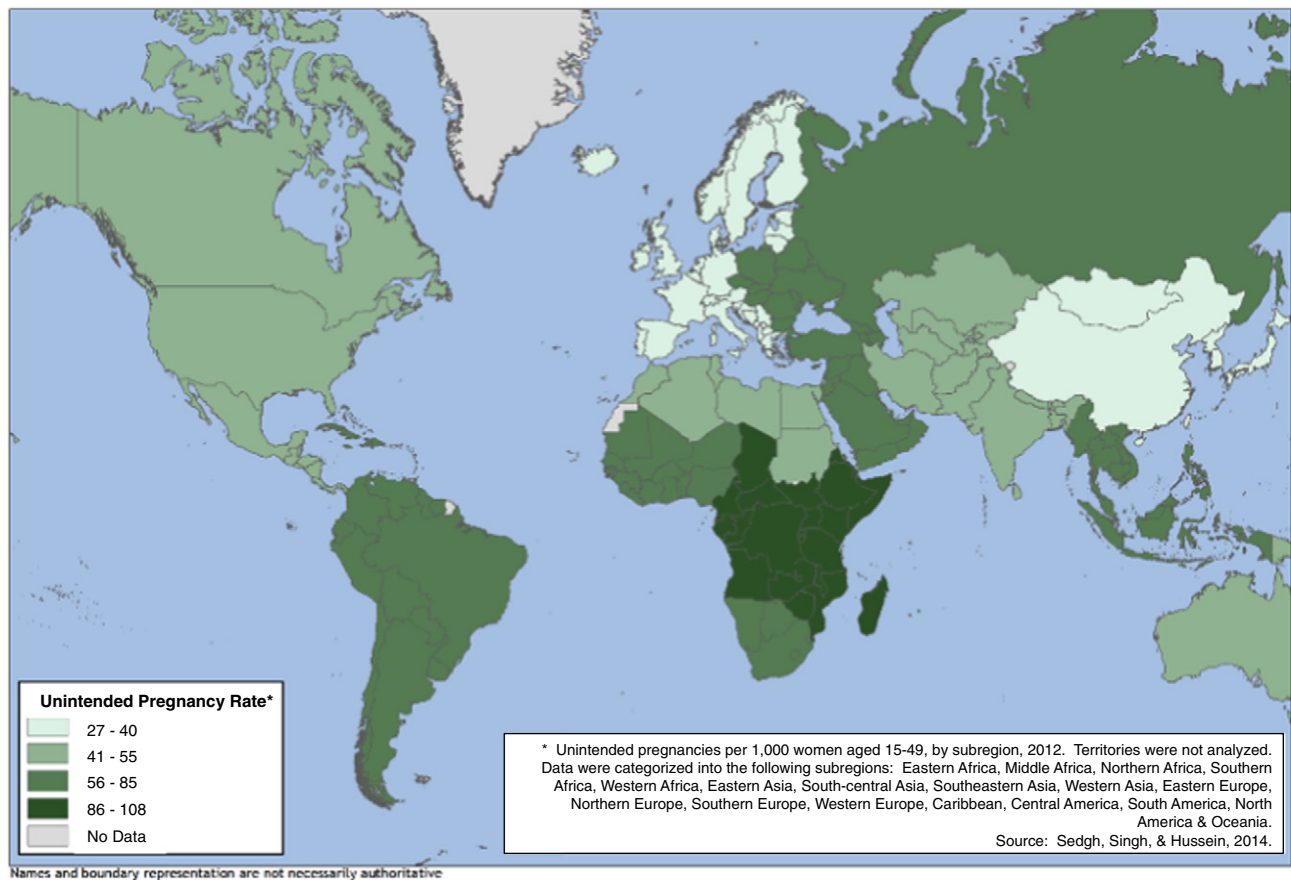 Unintended Pregnancy Rate*
27 - 40
41 - 55
56 - 85
86 - 108
No Data
* Unintended pregnancies per 1,000 women aged 15-49, by subregion, 2012. Territories were not analyzed.
Data were categorized into the following subregions: Eastern Africa, Middle Africa, Northern Africa, Southern
Africa, Western Africa, Eastern Asia, South-central Asia, Southeastern Asia, Western Asia, Eastern Europe,
Northern Europe, Southern Europe, Western Europe, Caribbean, Central America, South America, North
America & Oceania.
Source: Sedgh, Singh, & Hussein, 2014.
Names and boundary representation are not necessarily authoritative